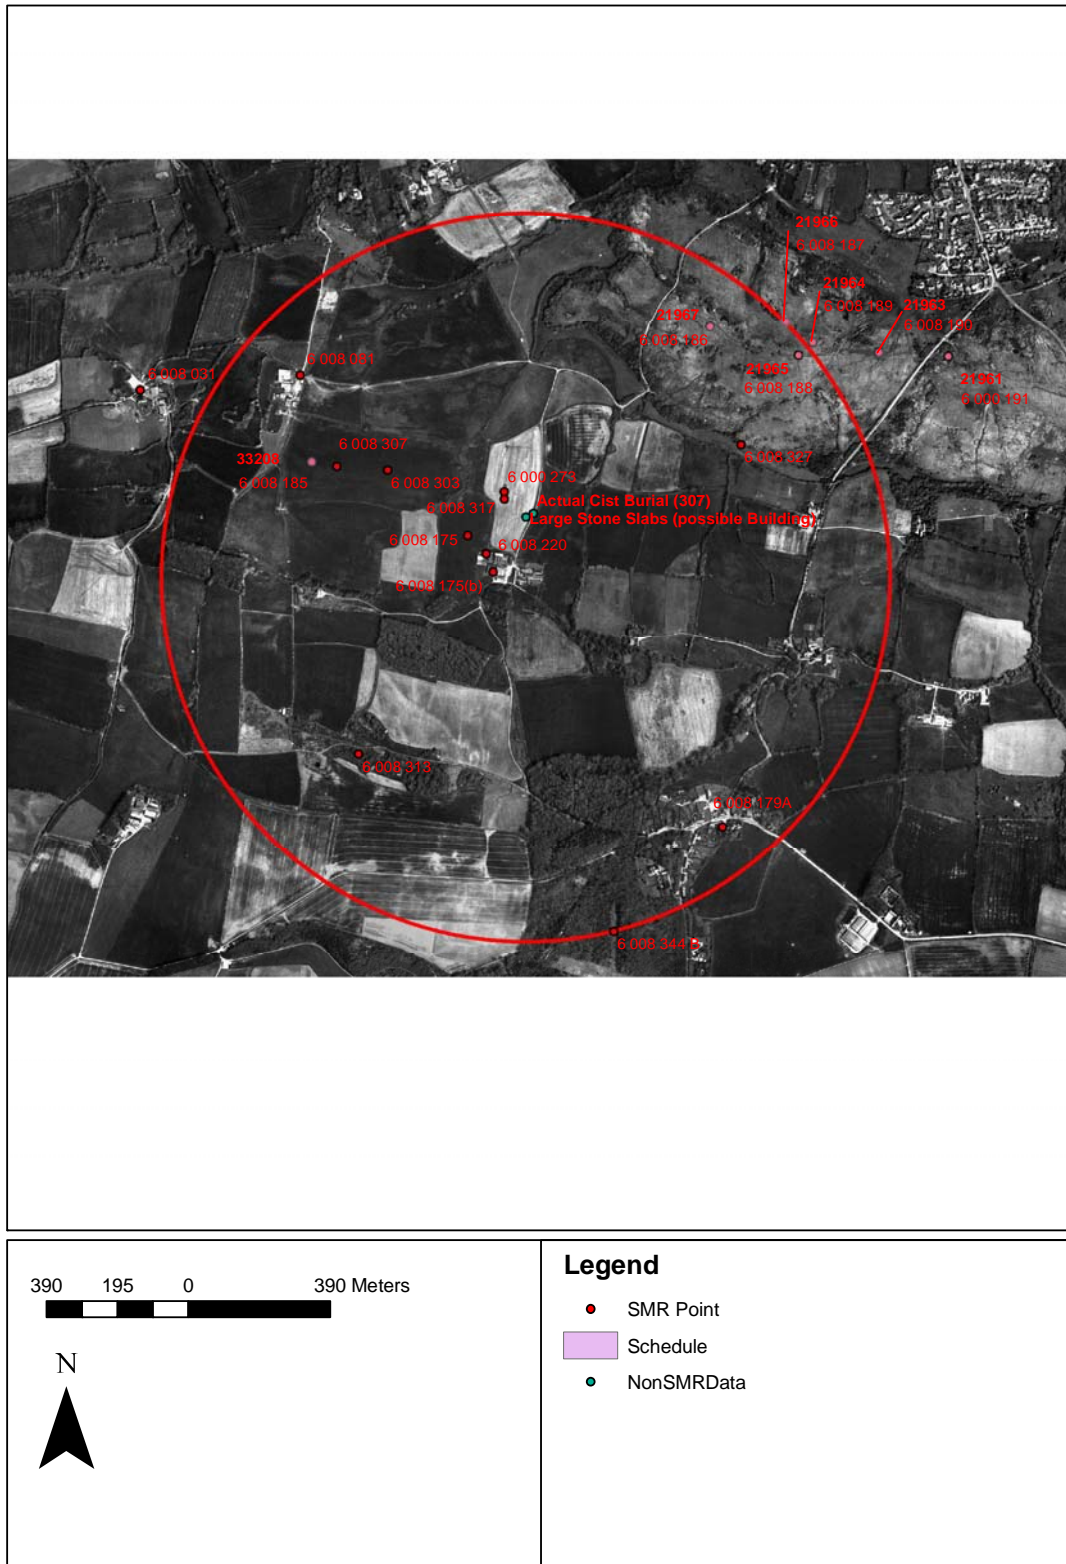 21966
6 008 187
21964
6 008 189
21963
6 008 190
21967
6 008 186
21965
6 008 188
21961
6 000 191
6 008 081
6 008 031
6 008 307
33208
6 008 185
6 008 303
6 008 327
6 000 273
6 008 317
Actual Cist Burial (307)
Large Stone Slabs (possible Building)
6 008 175
6 008 220
6 008 175(b)
6 008 313
6 008 179A
6 008 344 B
390 195 0 390 Meters
N
Legend
SMR Point
Schedule
NonSMRData